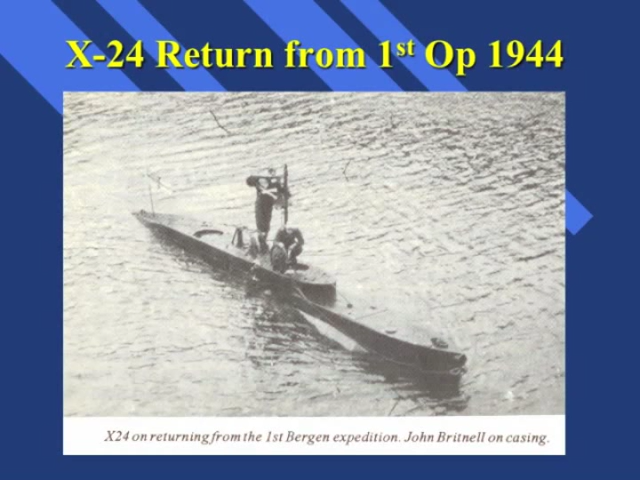 X-24 Return from 1st Op 1944
X24 on returning from the 1st Bergen expedition. John Britnell on casing.